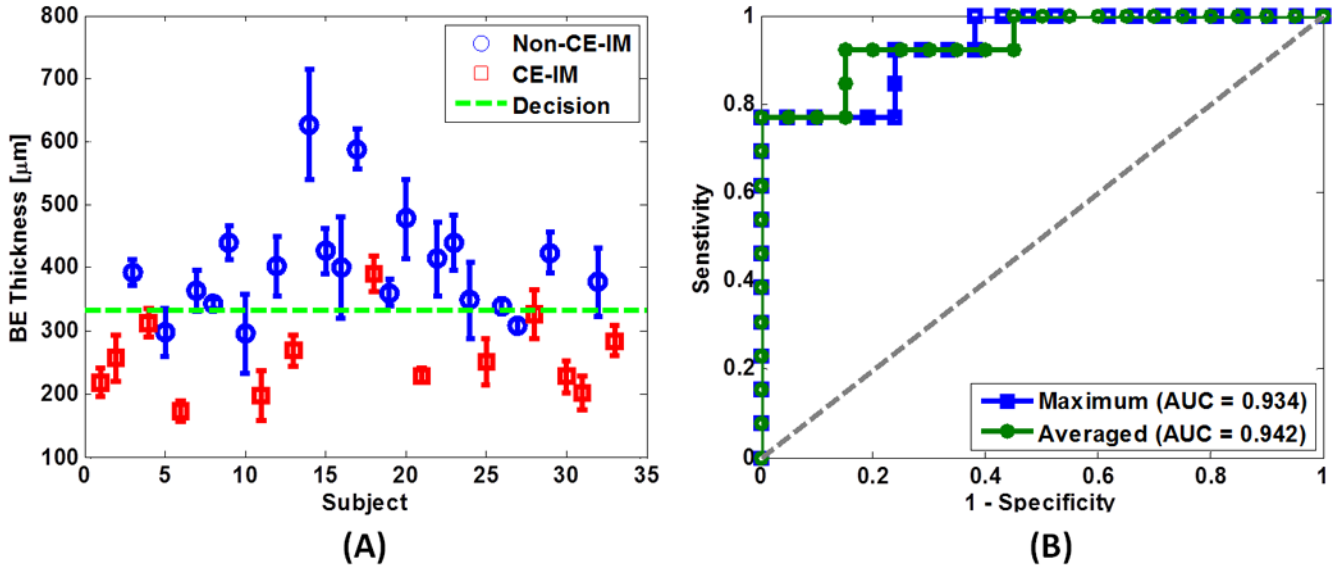 800
700
600
500
400
300
200
100
BE Thickness [μm]
Non-CE-IM
CE-IM
Decision
0 5 10 15 20 25 30 35
Subject
(A)
1
0.8
0.6
0.4
0.2
0
Senstivity
Maximum (AUC = 0.934)
Averaged (AUC = 0.942)
0 0.2 0.4 0.6 0.8 1
1 - Specificity
(B)